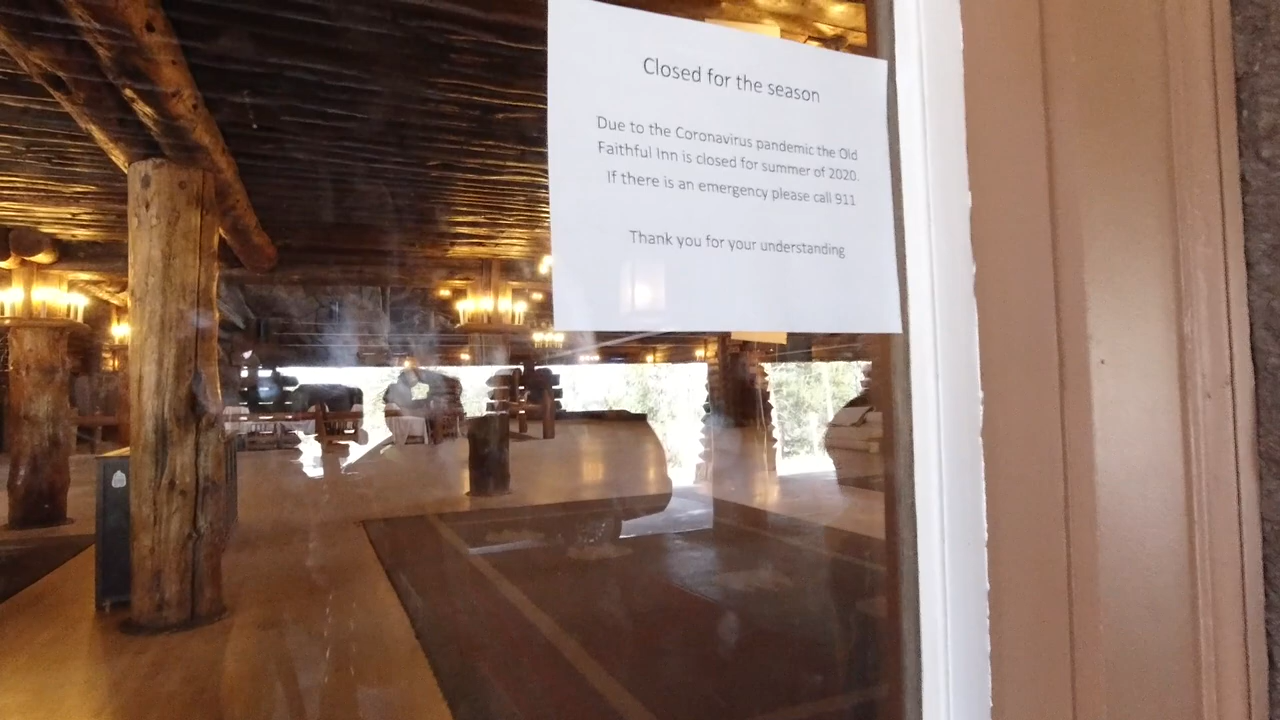 Closed for the season
Due to the Coronavirus pandemic the Old
Faithful Inn is closed for summer of 2020.
If there is an emergency please call 911
Thank you for your understanding